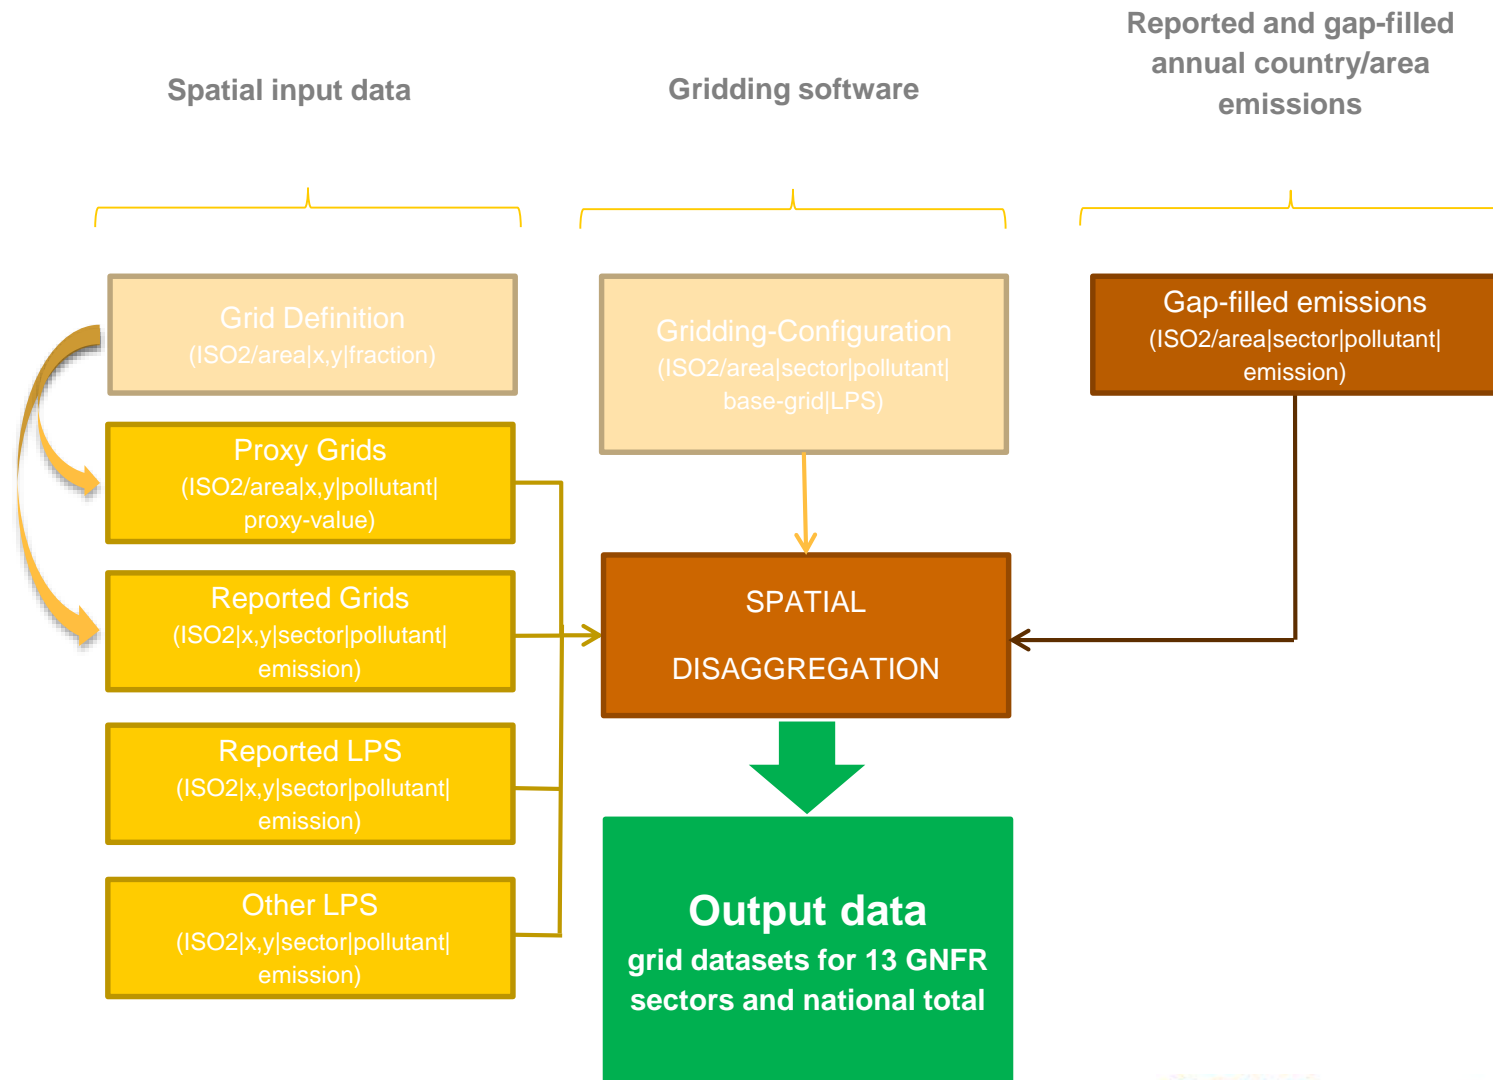 Spatial input data
Gridding software
Reported and gap-filled
annual country/area
emissions
Grid Definition
(ISO2/area|x,y|fraction)
Proxy Grids
(ISO2/area|x,y|pollutant|
proxy-value)
Reported Grids
(ISO2|x,y|sector|pollutant|
emission)
Reported LPS
(ISO2|x,y|sector|pollutant|
emission)
Other LPS
(ISO2|x,y|sector|pollutant|
emission)
Gridding-Configuration
(ISO2/area|sector|pollutant|
base-grid|LPS)
SPATIAL
DISAGGREGATION
Output data
grid datasets for 13 GNFR
sectors and national total
Gap-filled emissions
(ISO2/area|sector|pollutant|
emission)